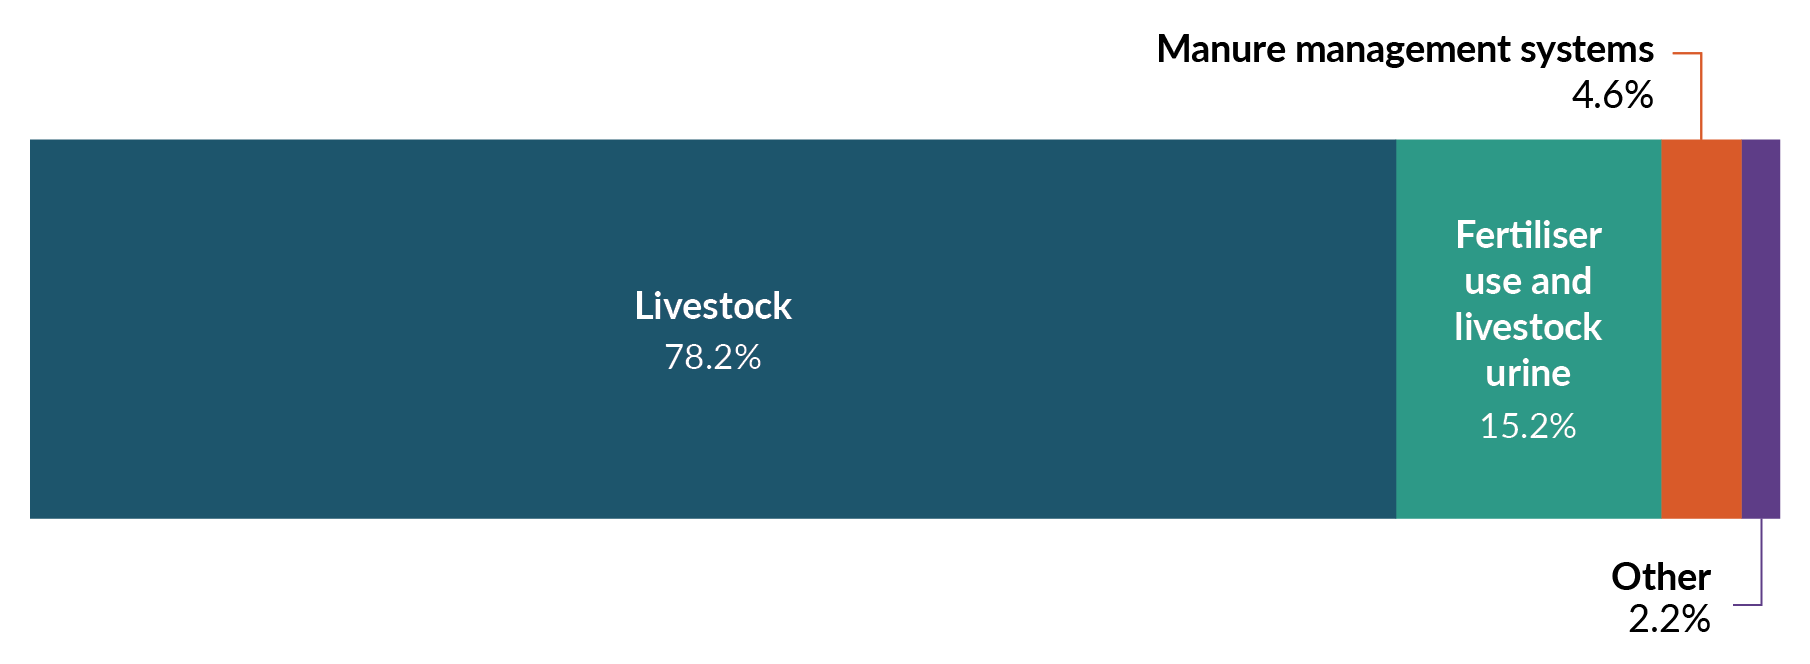 Manure management systems
4.6%
Livestock
78.2%
Fertiliser
use and
livestock
urine
15.2%
Other
2.2%